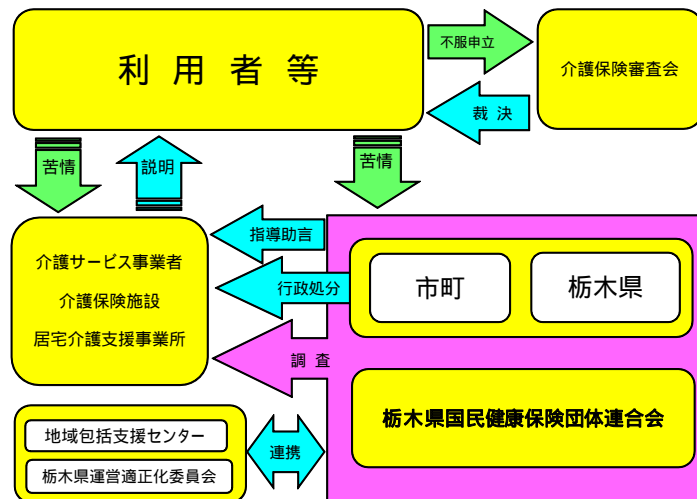 利用者等
不服申立
介護保険審査会
裁決
苦情
説明
苦情
介護サービス事業者
介護保険施設
居宅介護支援事業所
指導助言
行政処分
調査
市町
栃木県
栃木県国民健康保険団体連合会
地域包括支援センター
栃木県運営適正化委員会
連携